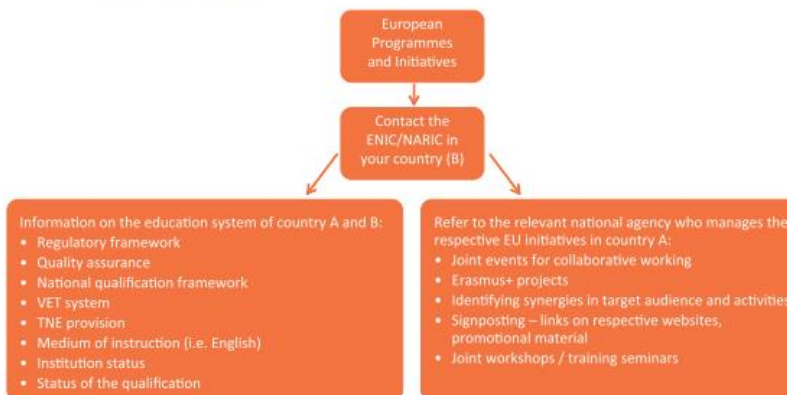 European
Programmes
and Initiatives
Contact the
ENIC/NARIC in
your country (B)
Information on the education system of country A and B:
• Regulatory framework
• Quality assurance
• National qualification framework
• VET system
• TNE provision
• Medium of instruction (i.e. English)
• Institution status
• Status of the qualification
Refer to the relevant national agency who manages the
respective EU initiatives in country A:
• Joint events for collaborative working
• Erasmus+ projects
• Identifying synergies in target audience and activities
• Signposting – links on respective websites,
promotional material
• Joint workshops / training seminars